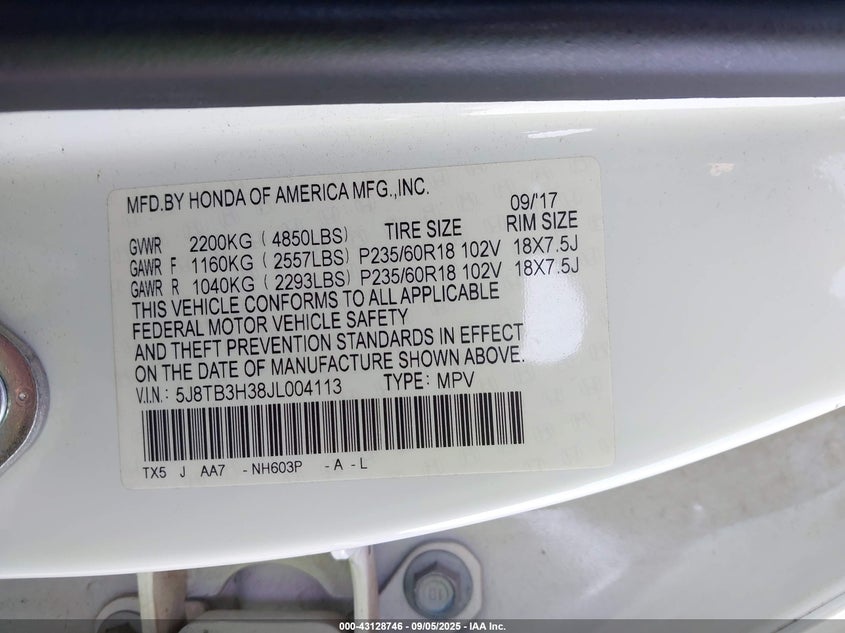 MFD.BY HONDA OF AMERICA MFG.,INC.
09/'17
TIRE SIZE RIM SIZE
GVWR 2200KG ( 4850LBS)
GAWR F 1160KG ( 2557LBS) P235/60R18 102V 18X7.5J
GAWR R 1040KG ( 2293LBS) P235/60R18 102V 18X7.5J
THIS VEHICLE CONFORMS TO ALL APPLICABLE
FEDERAL MOTOR VEHICLE SAFETY
AND THEFT PREVENTION STANDARDS IN EFFECT
ON THE DATE OF MANUFACTURE SHOWN ABOVE.
V.I.N.: 5J8TB3H38JL004113 TYPE: MPV
TX5 J AA7 - NH603P - A - L
000-43128746 - 09/05/2025 - IAA Inc.